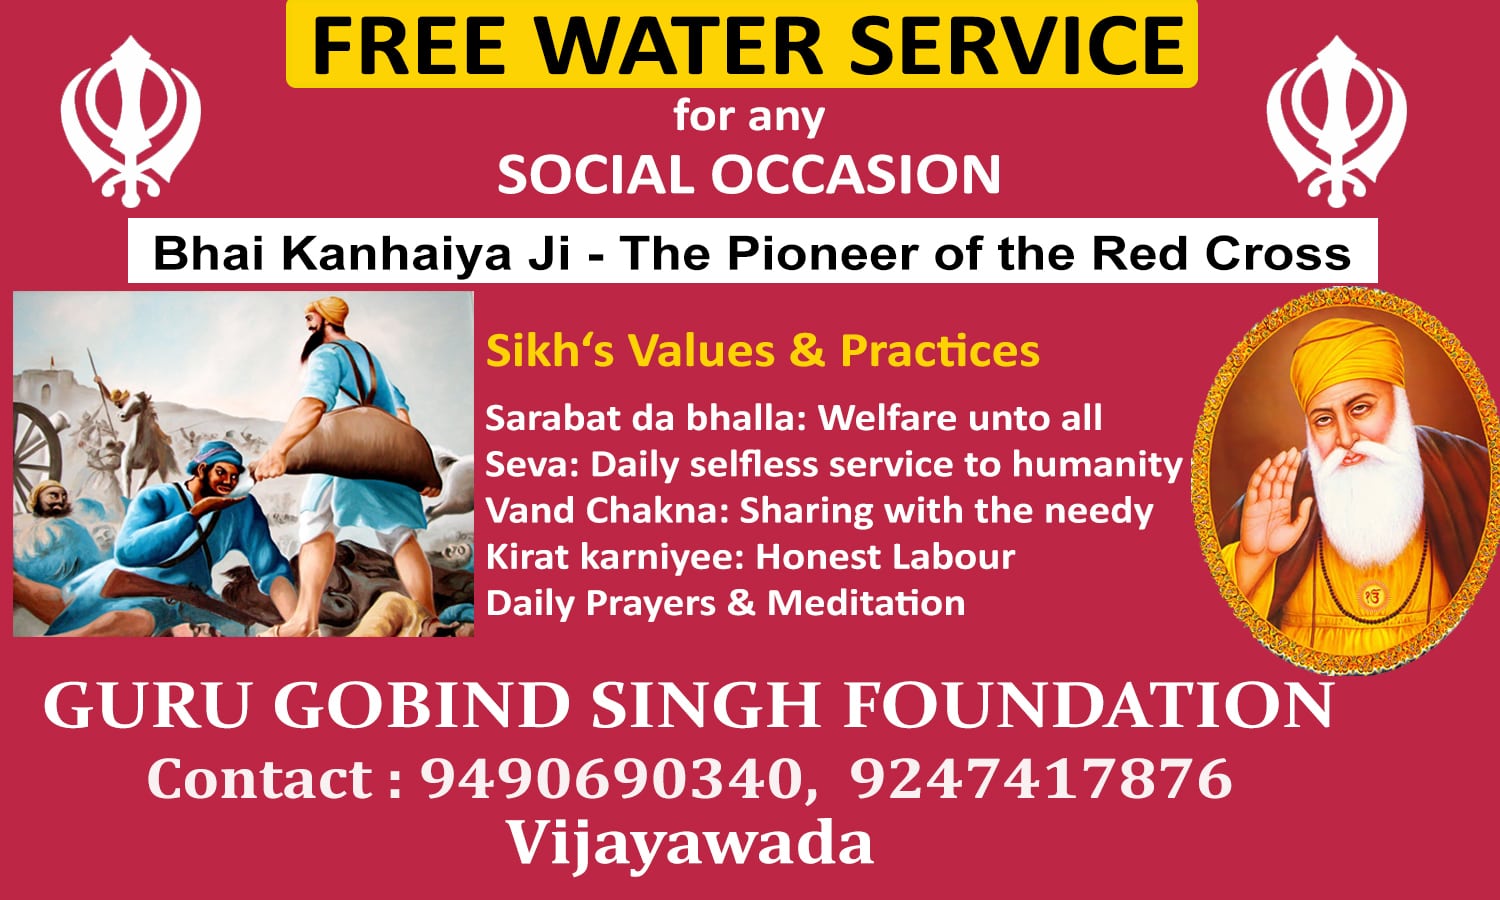 FREE WATER SERVICE
for any
SOCIAL OCCASION
Bhai Kanhaiya Ji - The Pioneer of the Red Cross
Sikh‘s Values & Practices
Sarabat da bhalla: Welfare unto all
Seva: Daily selfless service to humanity
Vand Chakna: Sharing with the needy
Kirat karniyee: Honest Labour
Daily Prayers & Meditation
ੴ
GURU GOBIND SINGH FOUNDATION
Contact : 9490690340, 9247417876
Vijayawada